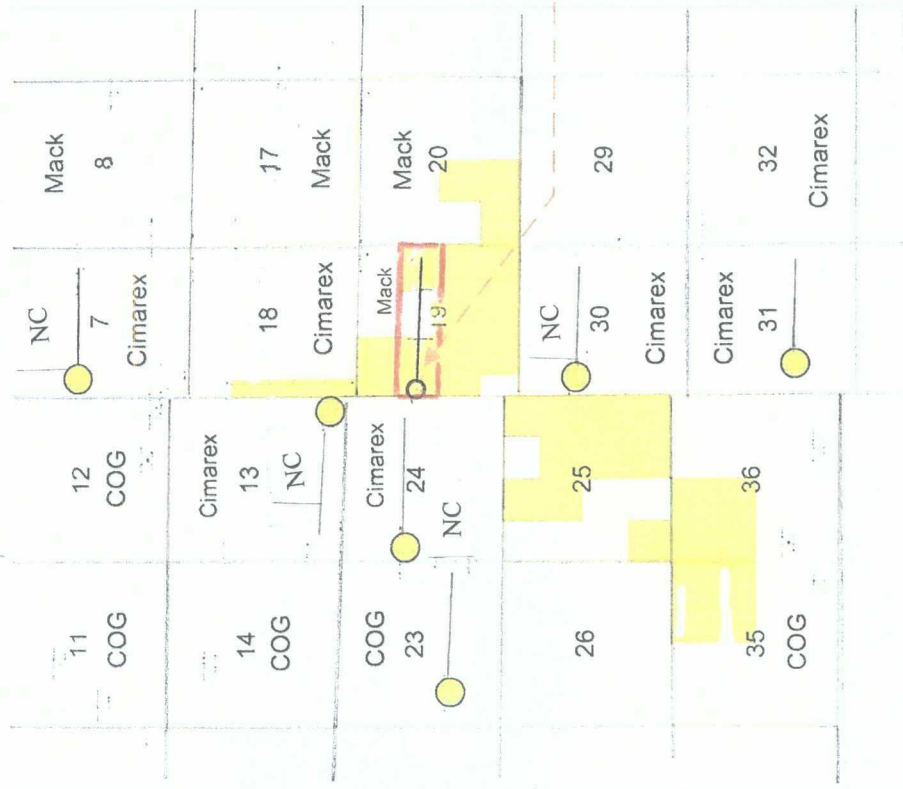 11
COG
12
COG
NC
7
Cimarex
Mack
8
14
COG
Cimarex
13
NC
18
Cimarex
17
Mack
COG
23
Cimarex
24
NC
Mack
19
Mack
20
26
25
NC
30
Cimarex
29
35
COG
36
Cimarex
31
32
Cimarex